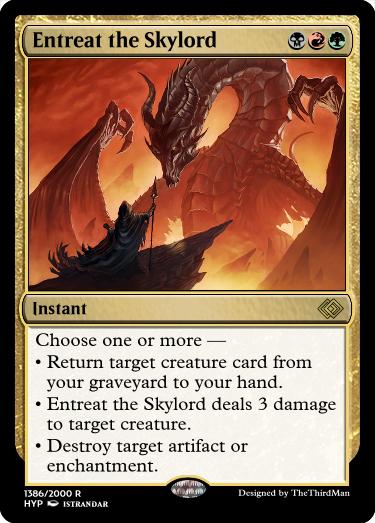 Entreat the Skylord
Instant
Choose one or more —
• Return target creature card from
your graveyard to your hand.
• Entreat the Skylord deals 3 damage
to target creature.
• Destroy target artifact or
enchantment.
1386/2000 R
HYP ISTRANDAR
Designed by TheThirdMan